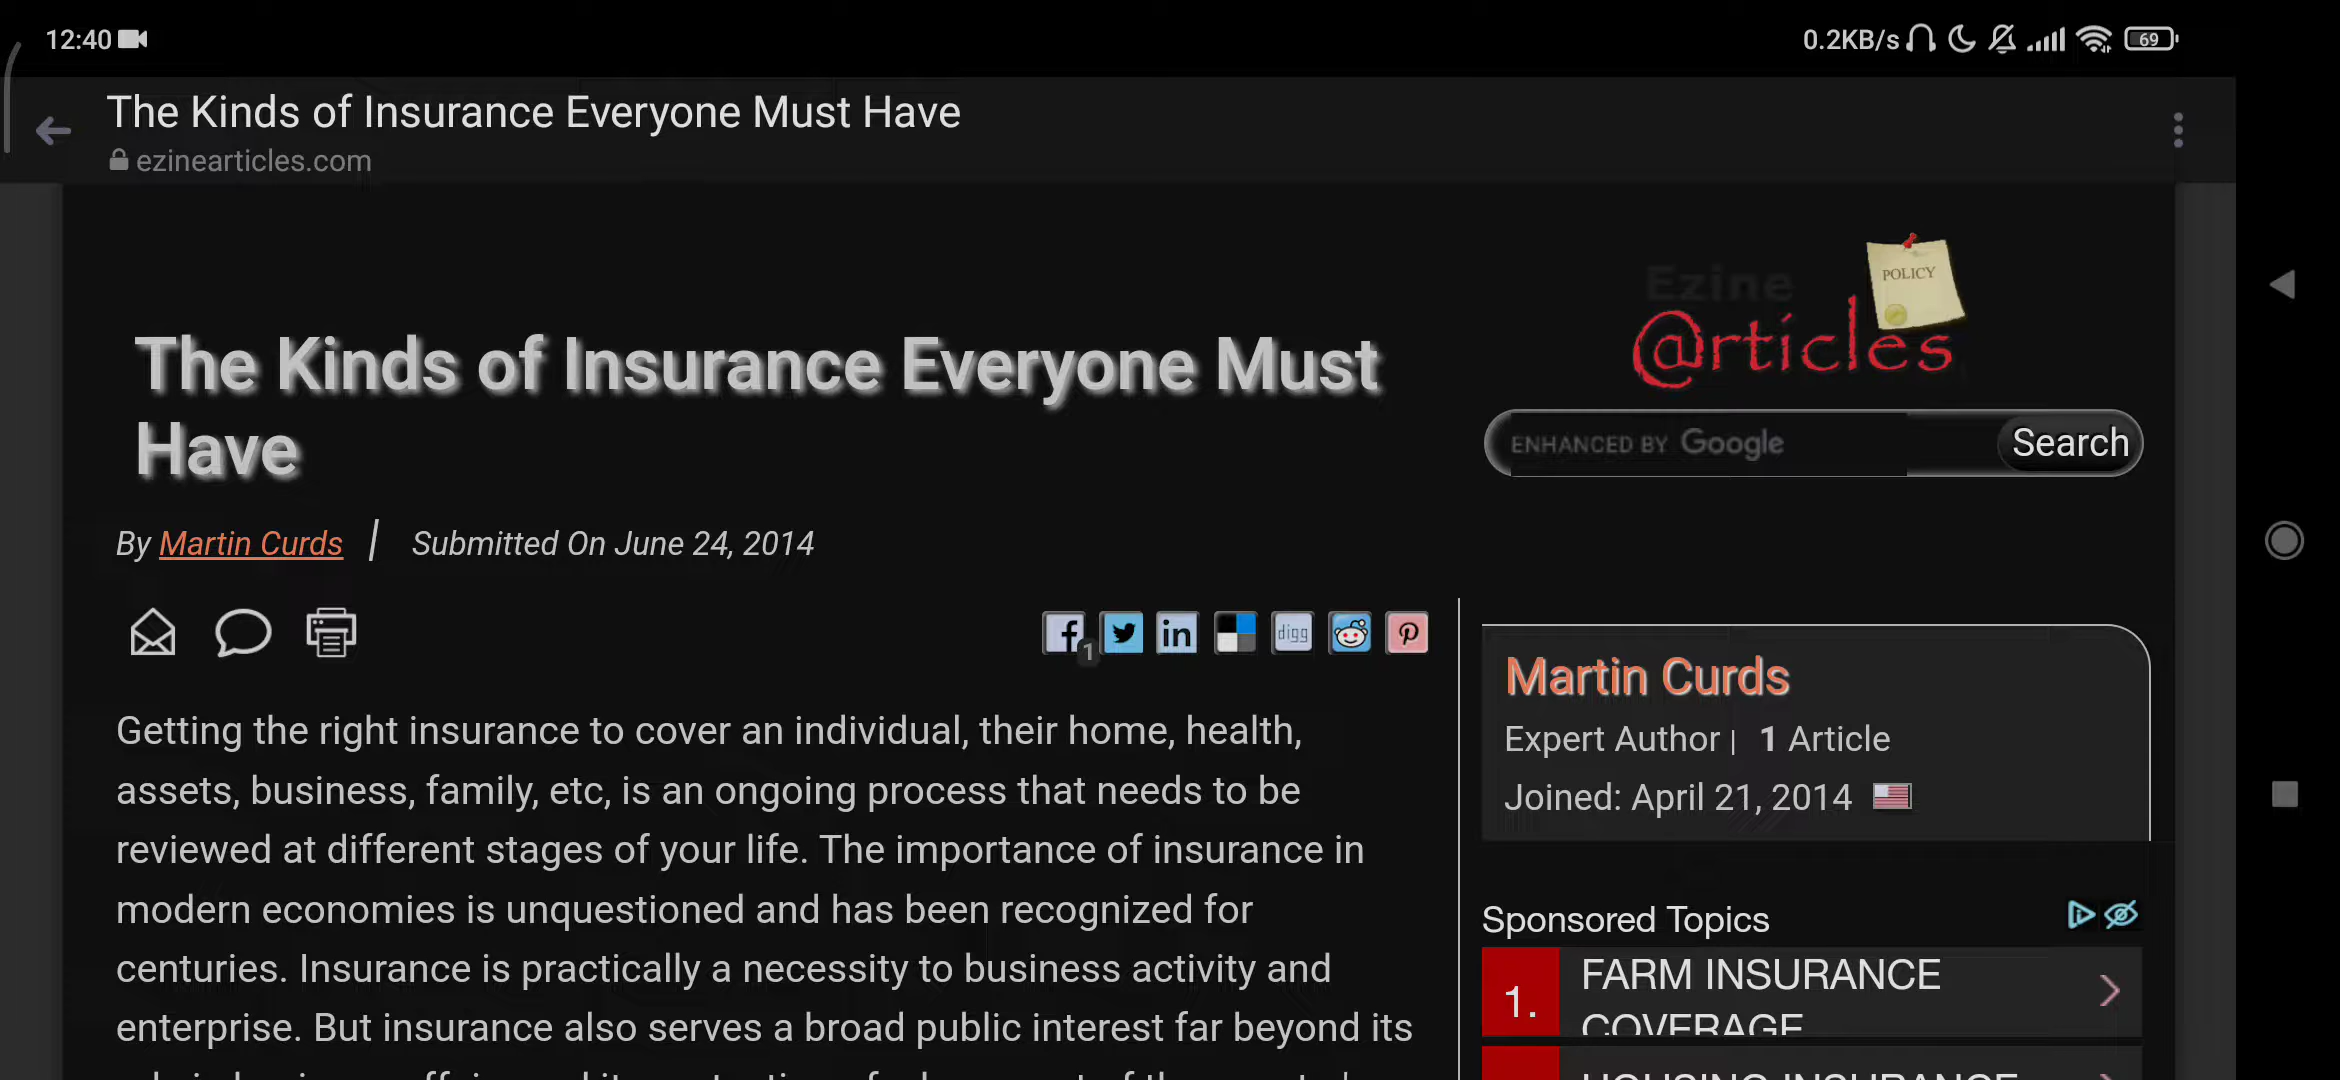 12:40
0.2KB/s
69
The Kinds of Insurance Everyone Must Have
ezinearticles.com
Ezine
@rticles
POLICY
ENHANCED BY Google
Search
The Kinds of Insurance Everyone Must
Have
By Martin Curds | Submitted On June 24, 2014
f 1
in
digg
Getting the right insurance to cover an individual, their home, health,
assets, business, family, etc, is an ongoing process that needs to be
reviewed at different stages of your life. The importance of insurance in
modern economies is unquestioned and has been recognized for
centuries. Insurance is practically a necessity to business activity and
enterprise. But insurance also serves a broad public interest far beyond its
Martin Curds
Expert Author | 1 Article
Joined: April 21, 2014
Sponsored Topics
1. FARM INSURANCE
COVERAGE
HOUSING INSURANCE